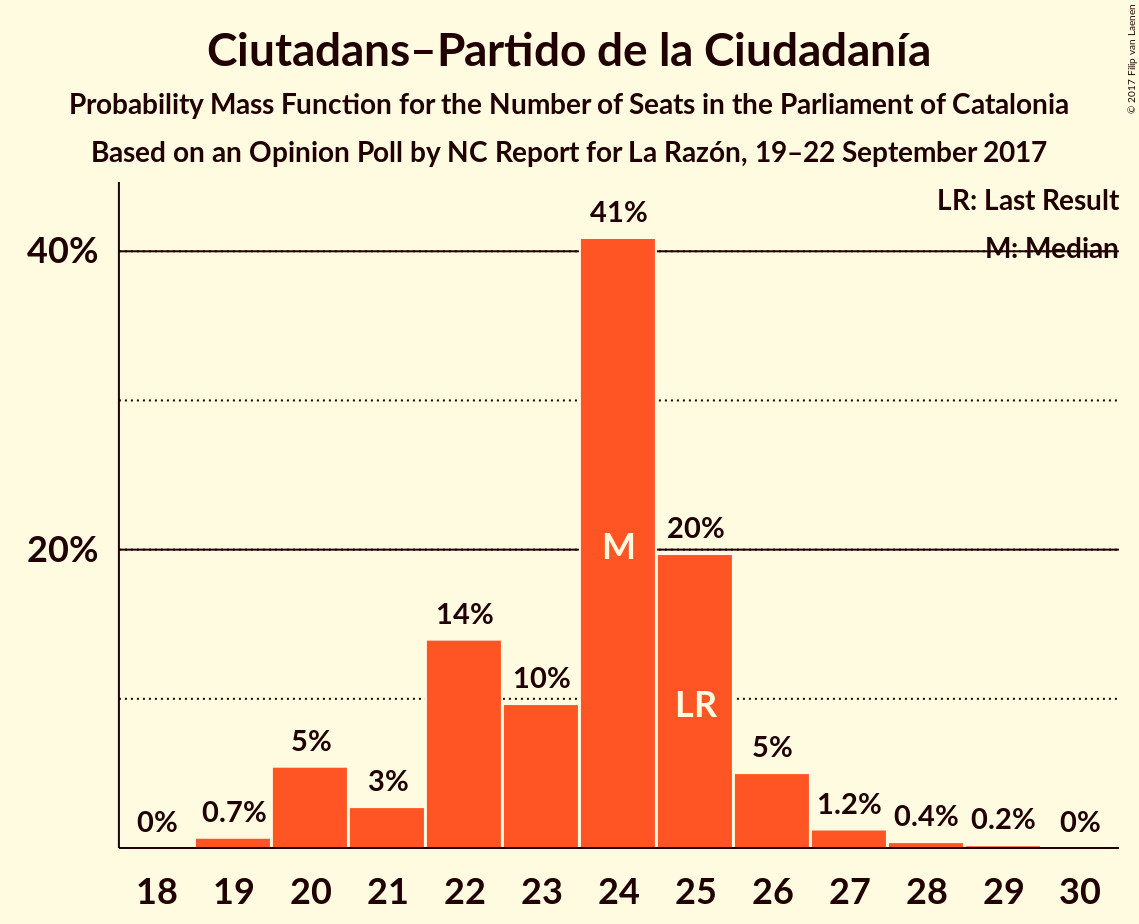 Ciutadans–Partido de la Ciudadanía
Probability Mass Function for the Number of Seats in the Parliament of Catalonia
Based on an Opinion Poll by NC Report for La Razón, 19–22 September 2017
© 2017 Filip van Laenen
LR: Last Result
M: Median
40%
20%
0%
0.7%
5%
3%
14%
10%
41%
20%
5%
1.2%
0.4%
0.2%
0%
M
LR
18 19 20 21 22 23 24 25 26 27 28 29 30